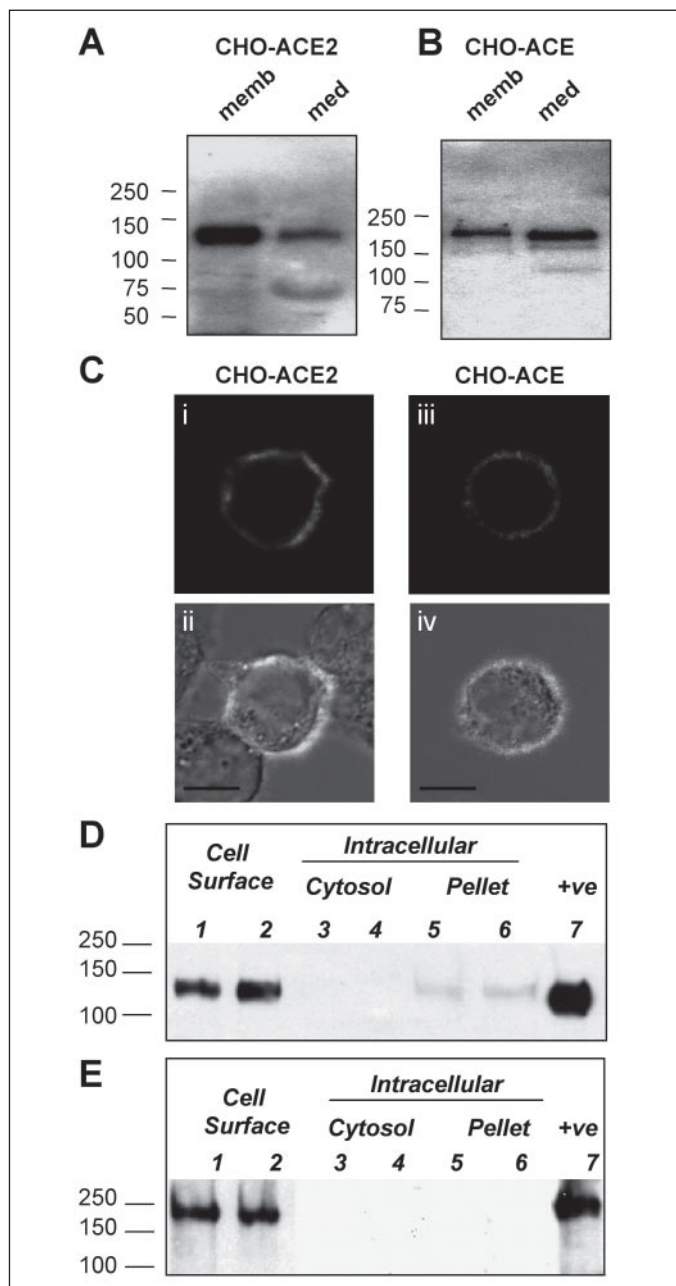 A
CHO-ACE2
memb med
250
150
100
75
50
B
CHO-ACE
memb med
250
150
100
75
C
CHO-ACE2
CHO-ACE
i
iii
ii
iv
D
Cell Surface
Intracellular
Cytosol Pellet +ve
1 2 3 4 5 6 7
250
150
100
E
Cell Surface
Intracellular
Cytosol Pellet +ve
1 2 3 4 5 6 7
250
150
100